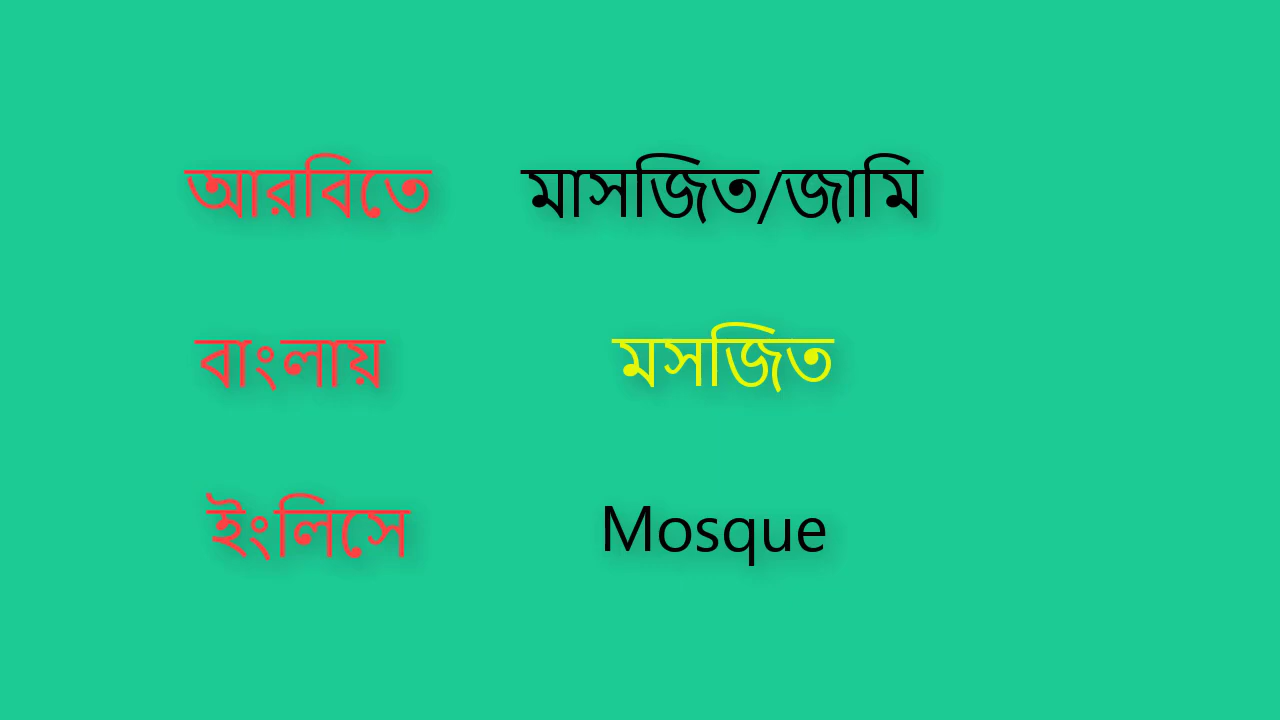 আরবিতে মাসজিত/জামি
বাংলায় মসজিত
ইংলিসে Mosque